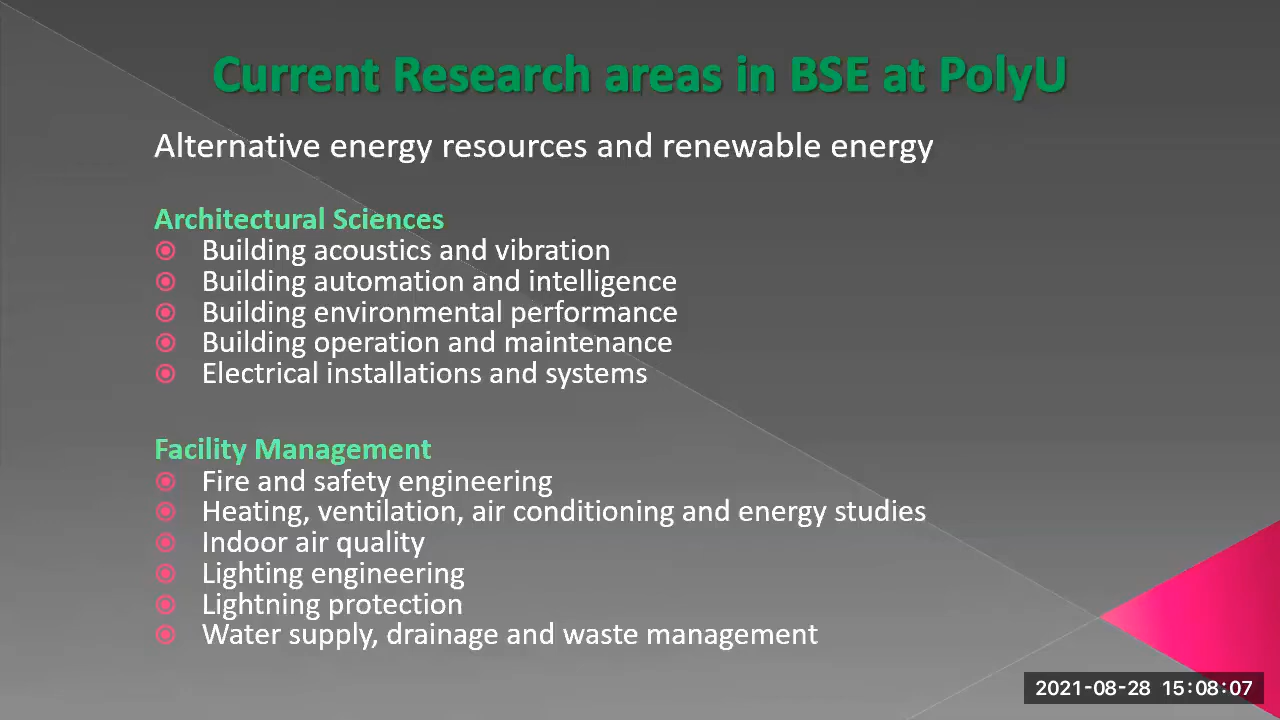 Current Research areas in BSE at PolyU
Alternative energy resources and renewable energy
Architectural Sciences
Building acoustics and vibration
Building automation and intelligence
Building environmental performance
Building operation and maintenance
Electrical installations and systems
Facility Management
Fire and safety engineering
Heating, ventilation, air conditioning and energy studies
Indoor air quality
Lighting engineering
Lightning protection
Water supply, drainage and waste management
2021-08-28 15:08:07